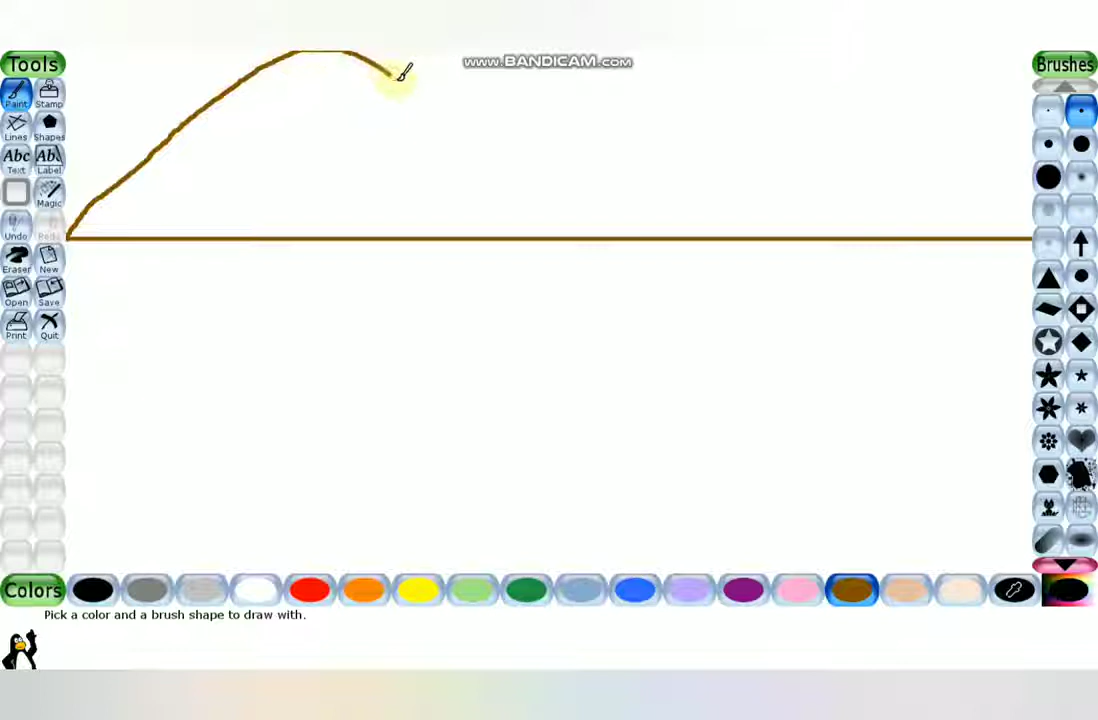 Tools
www.BANDICAM.com
Brushes
Paint
Stamp
Lines
Shapes
Abc
Abc
Text
Label
Magic
Undo
Redo
Eraser
New
Open
Save
Print
Quit
Colors
Pick a color and a brush shape to draw with.